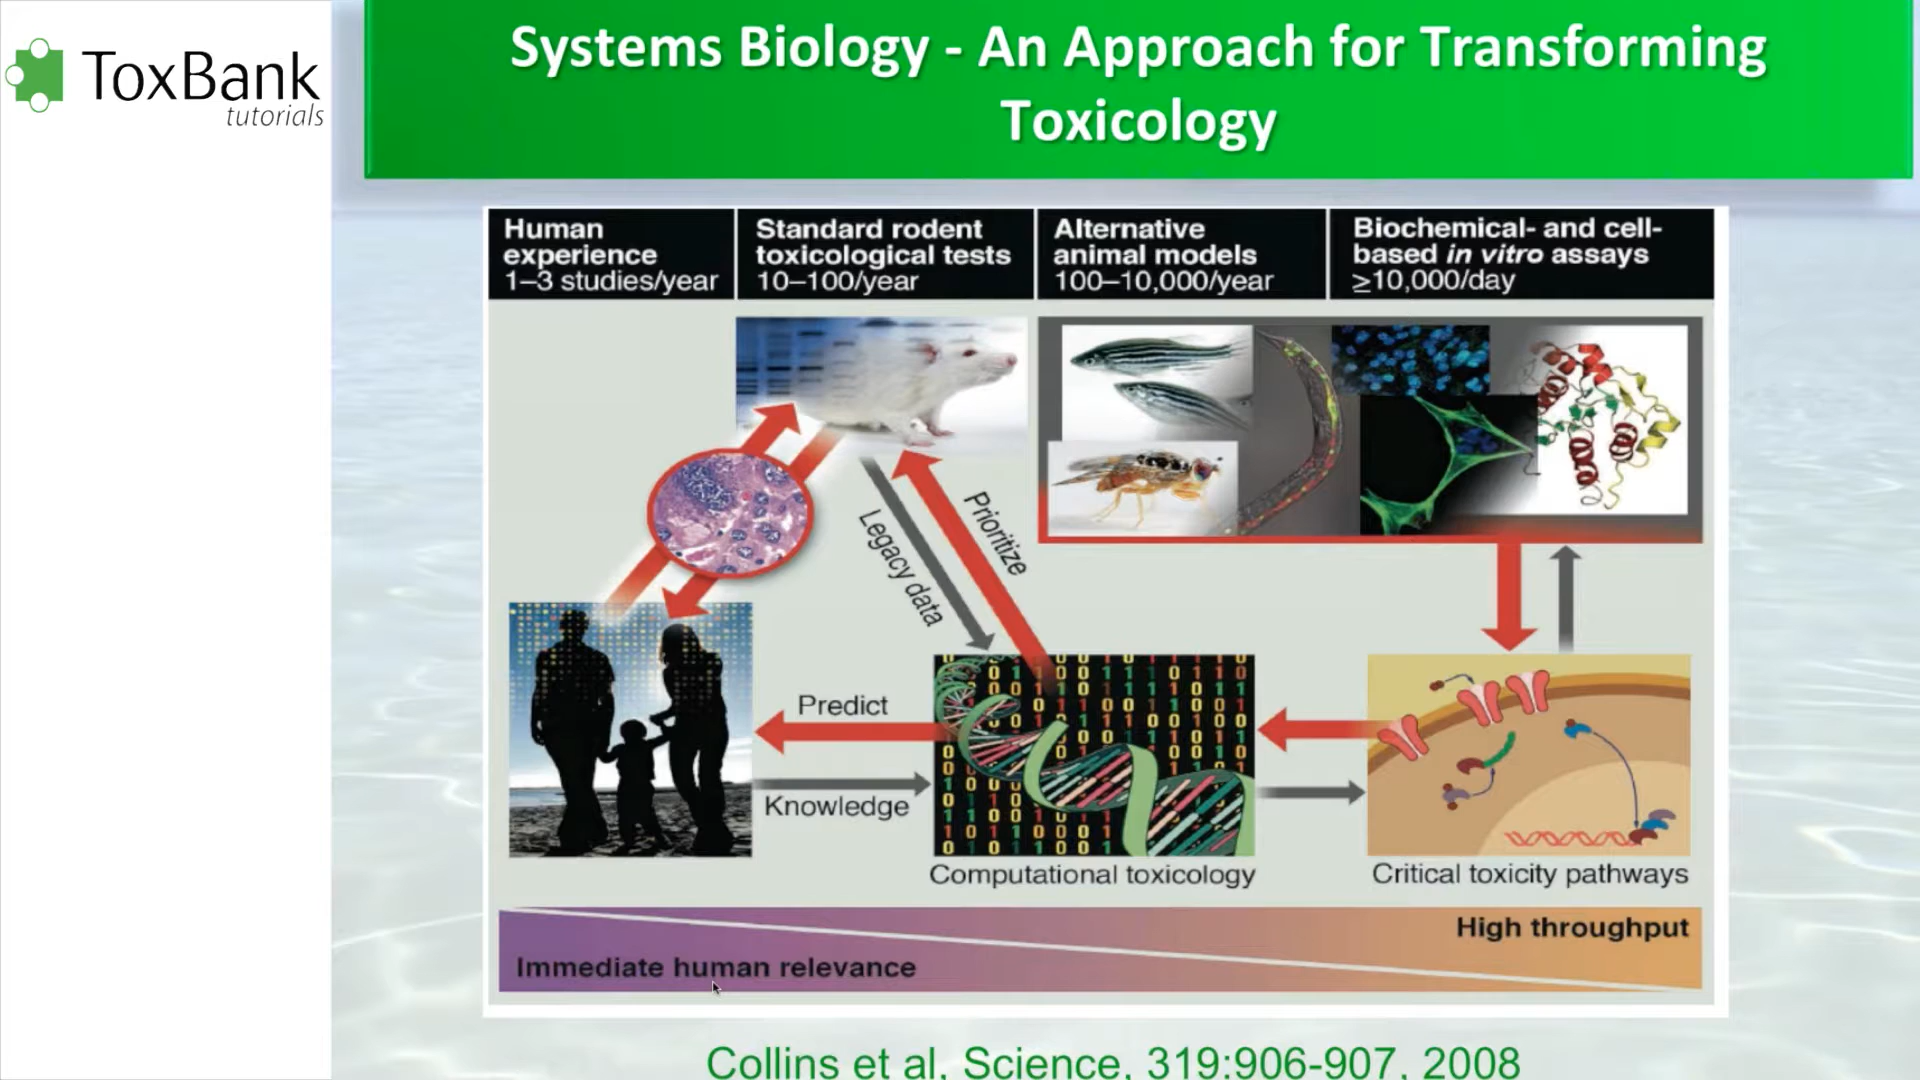 ToxBank
tutorials
Systems Biology - An Approach for Transforming
Toxicology
Human
experience
1–3 studies/year
Standard rodent
toxicological tests
10–100/year
Alternative
animal models
100–10,000/year
Biochemical- and cell-
based in vitro assays
≥10,000/day
Prioritize
Legacy data
Predict
Knowledge
Computational toxicology
Critical toxicity pathways
High throughput
Immediate human relevance
Collins et al, Science, 319:906-907, 2008